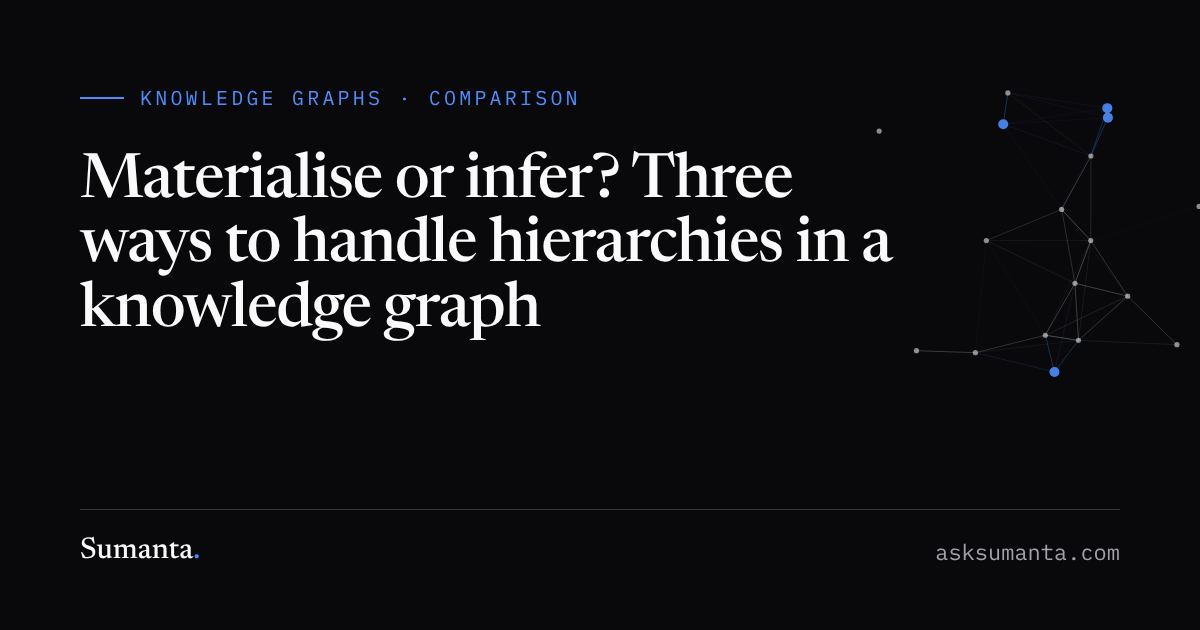 KNOWLEDGE GRAPHS · COMPARISON
Materialise or infer? Three
ways to handle hierarchies in a
knowledge graph
Sumanta.
asksumanta.com